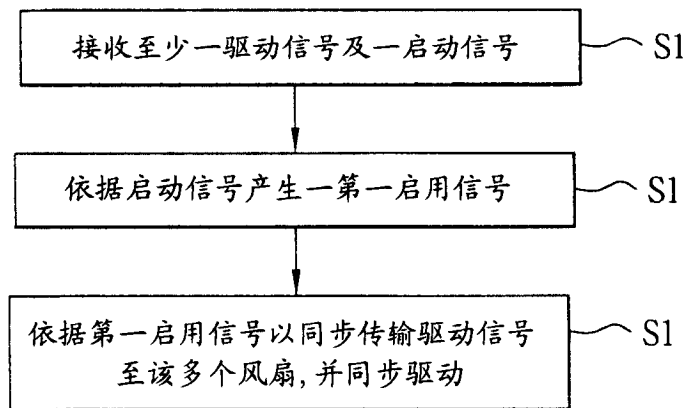 接收至少一驱动信号及一启动信号
S1
依据启动信号产生一第一启用信号
S1
依据第一启用信号以同步传输驱动信号
至该多个风扇,并同步驱动
S1